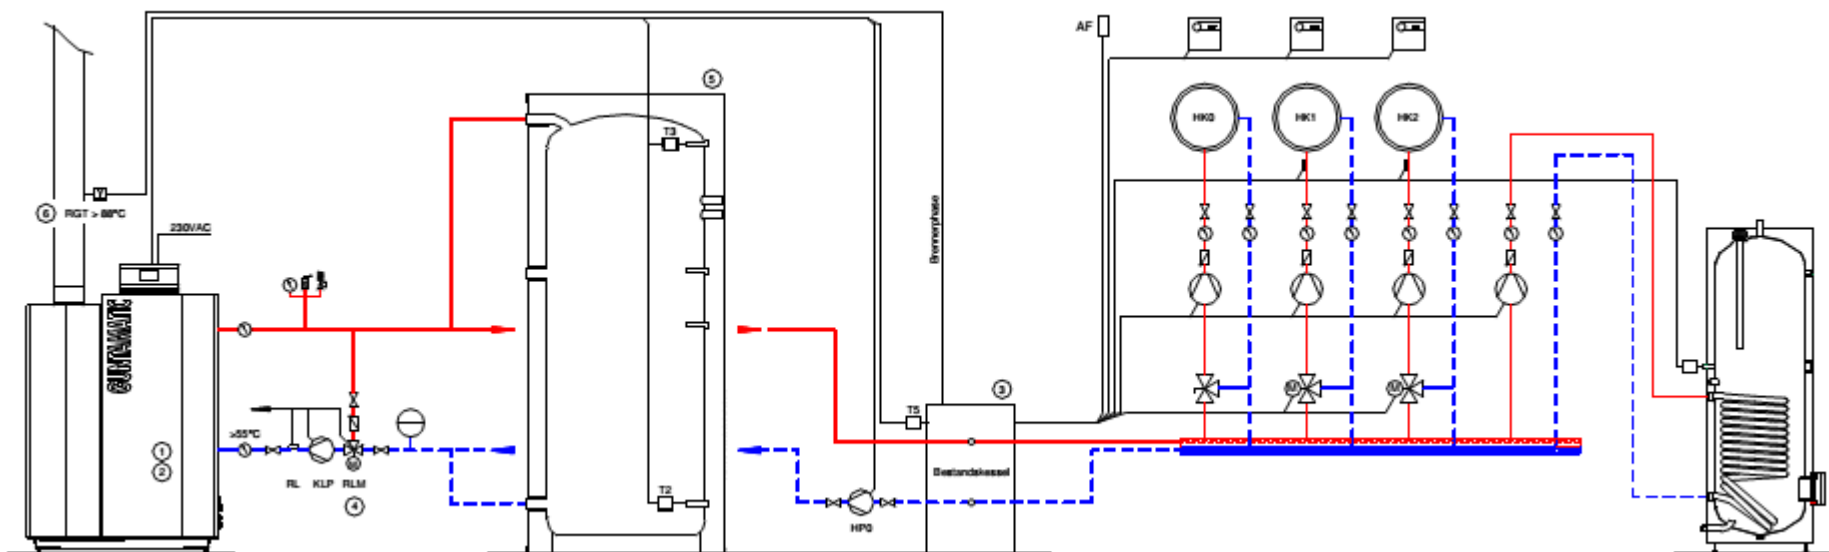 AF
5
HK0
HK1
HK2
T3
6
RGT > 88°C
230VAC
Brennerphase
GUNTAMATIC
3
T5
≥55°C
1
2
Bestandskessel
M
M
M
RL
KLP
RLM
4
T2
HP0